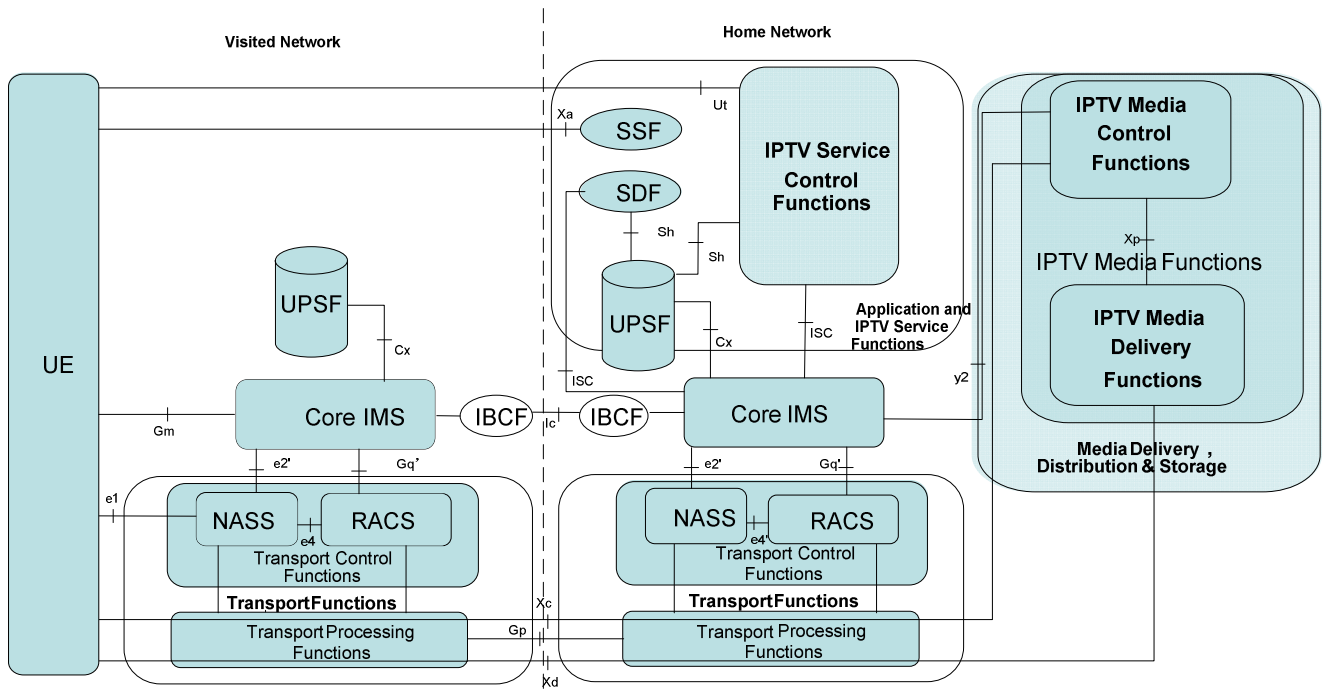 Visited Network
Home Network
UE
Xa
Ut
SSF
SDF
Sh
Sh
IPTV Service
Control
Functions
UPSF
Cx
UPSF
Cx
ISC
ISC
Application and
IPTV Service
Functions
IPTV Media
Control
Functions
Xp
IPTV Media Functions
IPTV Media
Delivery
Functions
y2
Media Delivery ,
Distribution & Storage
Gm
Core IMS
IBCF
Ic
IBCF
Core IMS
e2'
Gq'
e2'
Gq'
e1
NASS
e4
RACS
Transport Control
Functions
NASS
e4'
RACS
Transport Control
Functions
TransportFunctions
Xc
TransportFunctions
Transport Processing
Functions
Gp
Transport Processing
Functions
Xd